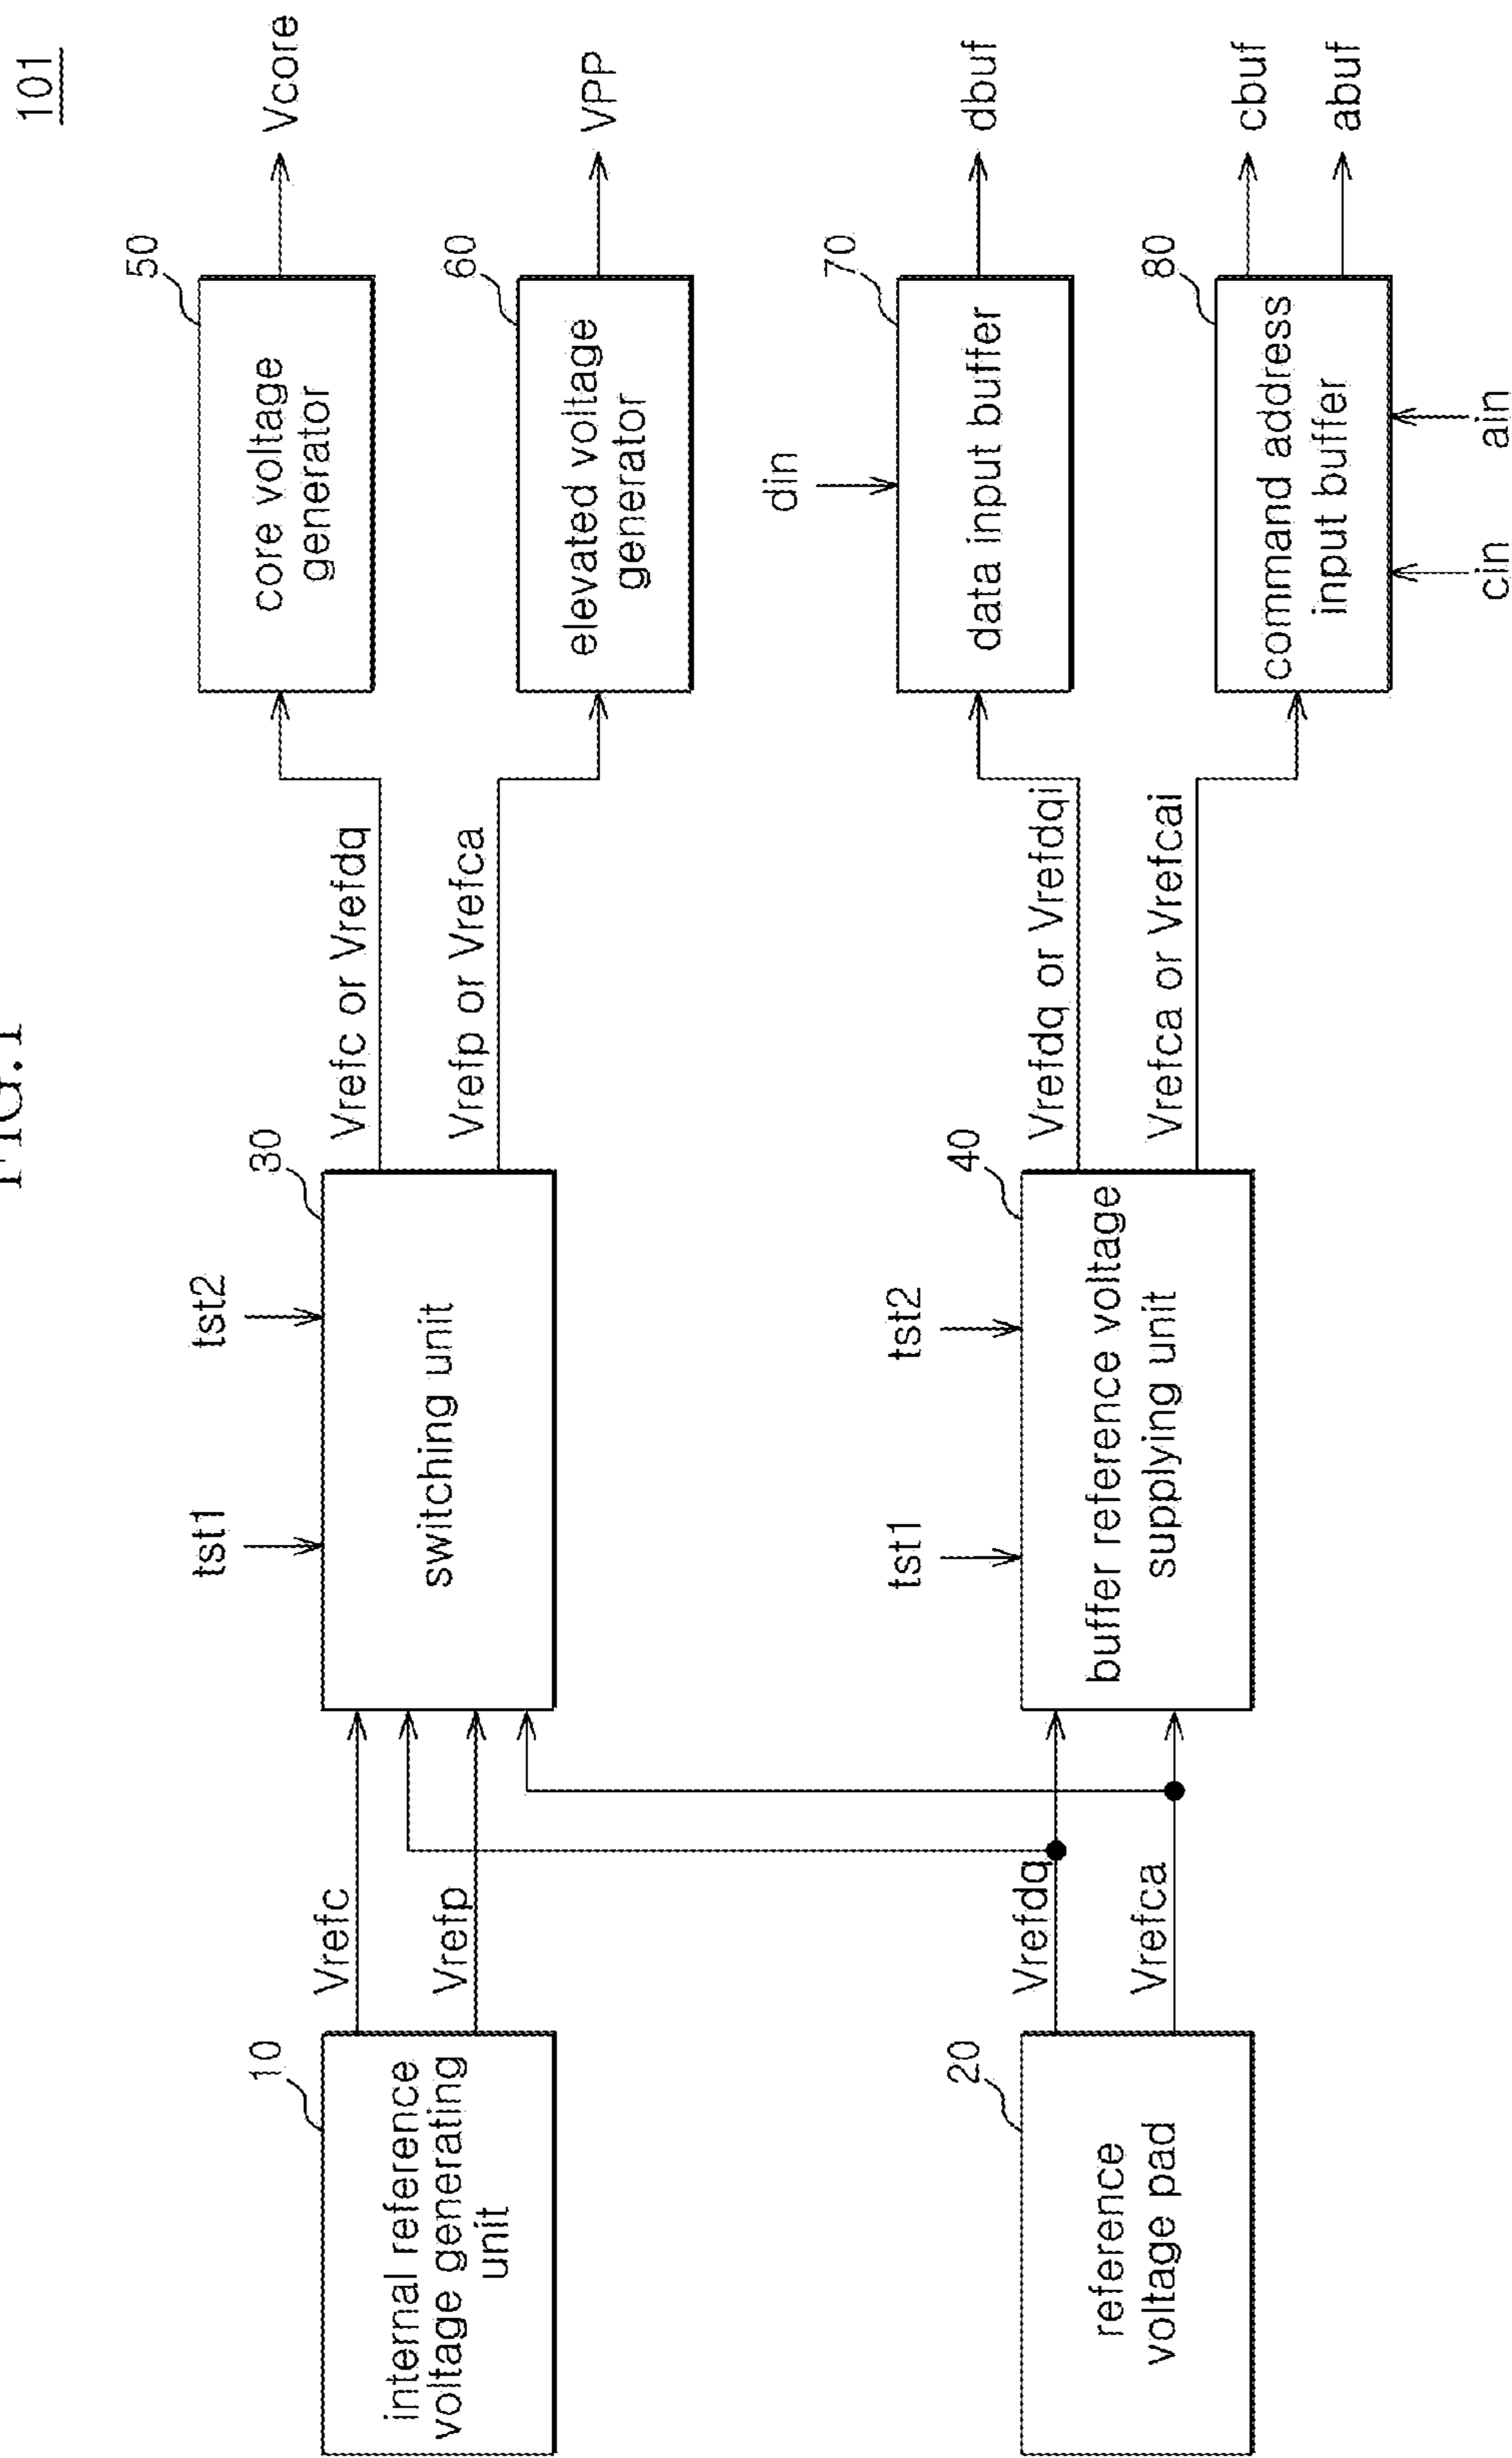 FIG. 1
101
10
internal reference
voltage generating
unit
Vrefc
Vrefp
tst1
tst2
30
switching unit
Vrefc or Vrefdq
Vrefp or Vrefca
50
core voltage
generator
Vcore
60
elevated voltage
generator
VPP
20
reference
voltage pad
Vrefdq
Vrefca
tst1
tst2
40
buffer reference voltage
supplying unit
Vrefdq or Vrefdqi
Vrefca or Vrefcai
din
70
data input buffer
dbuf
80
command address
input buffer
cbuf
abuf
cin
ain